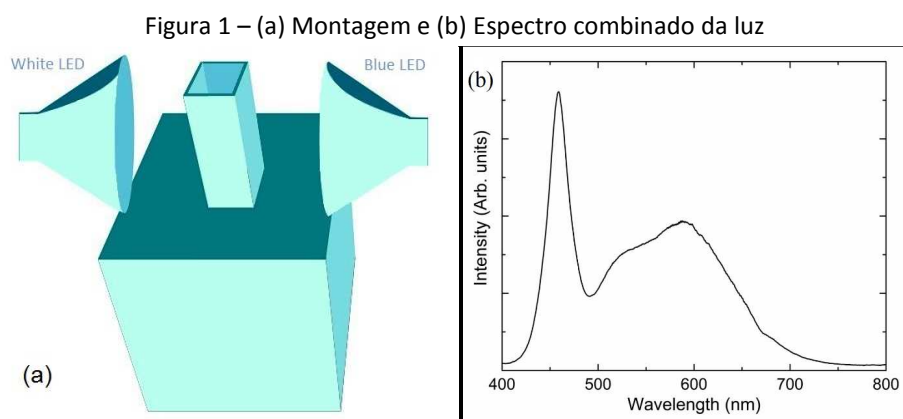 Figura 1 – (a) Montagem e (b) Espectro combinado da luz
White LED
Blue LED
(a)
(b)
Intensity (Arb. units)
400
500
600
700
800
Wavelength (nm)